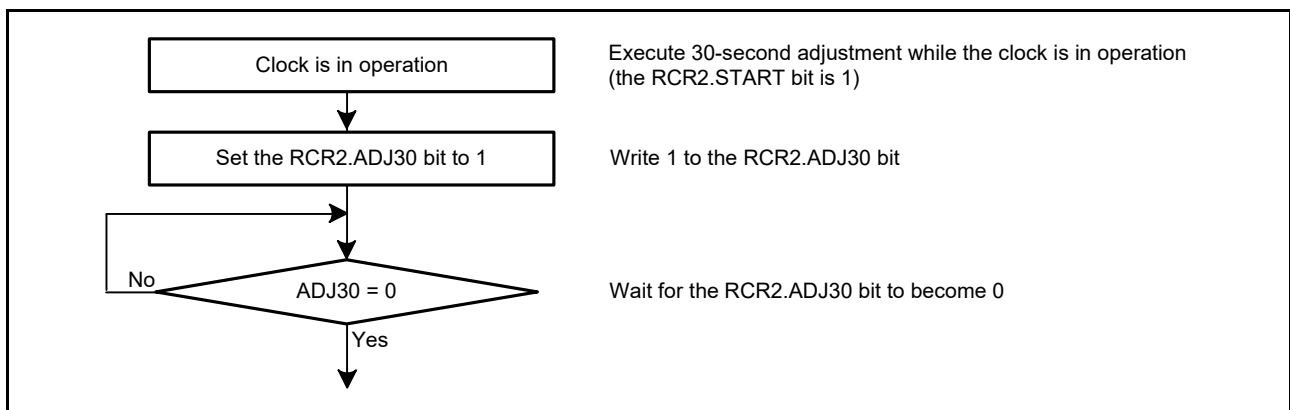 Clock is in operation
Execute 30-second adjustment while the clock is in operation
(the RCR2.START bit is 1)
Set the RCR2.ADJ30 bit to 1
Write 1 to the RCR2.ADJ30 bit
No
ADJ30 = 0
Wait for the RCR2.ADJ30 bit to become 0
Yes